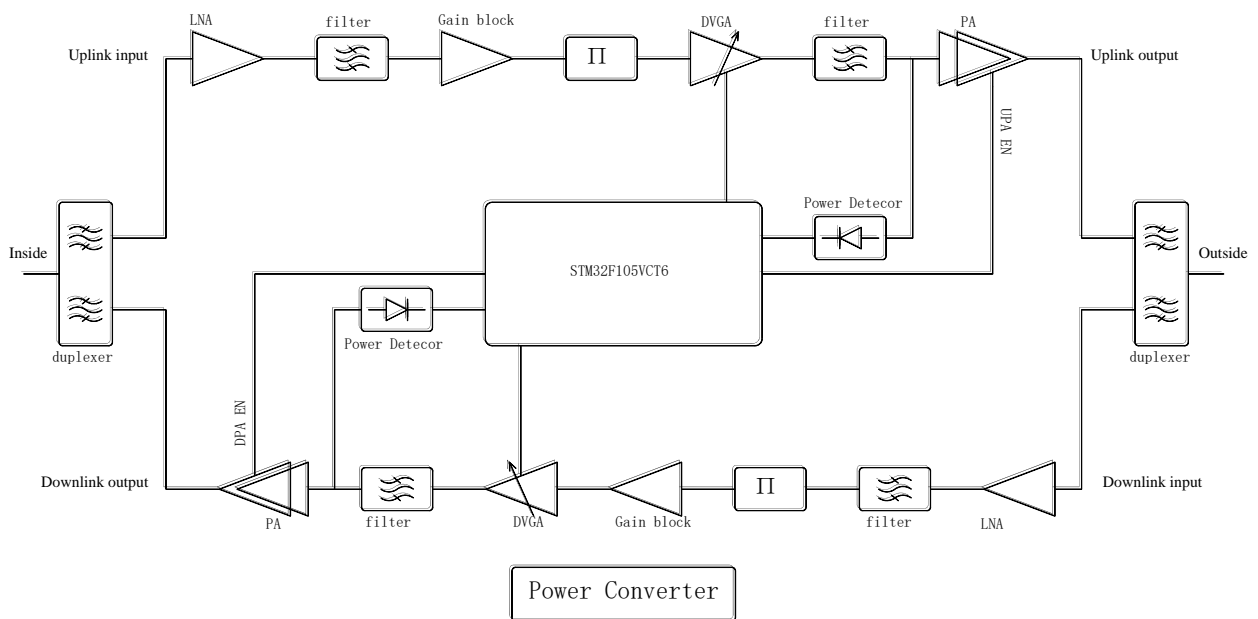 LNA
filter
Gain block
DVGA
filter
PA
Uplink input
Π
Uplink output
UPA EN
Power Detecor
Inside
STM32F105VCT6
Outside
duplexer
Power Detecor
duplexer
DPA EN
Downlink output
Π
Downlink input
PA
filter
DVGA
Gain block
filter
LNA
Power Converter